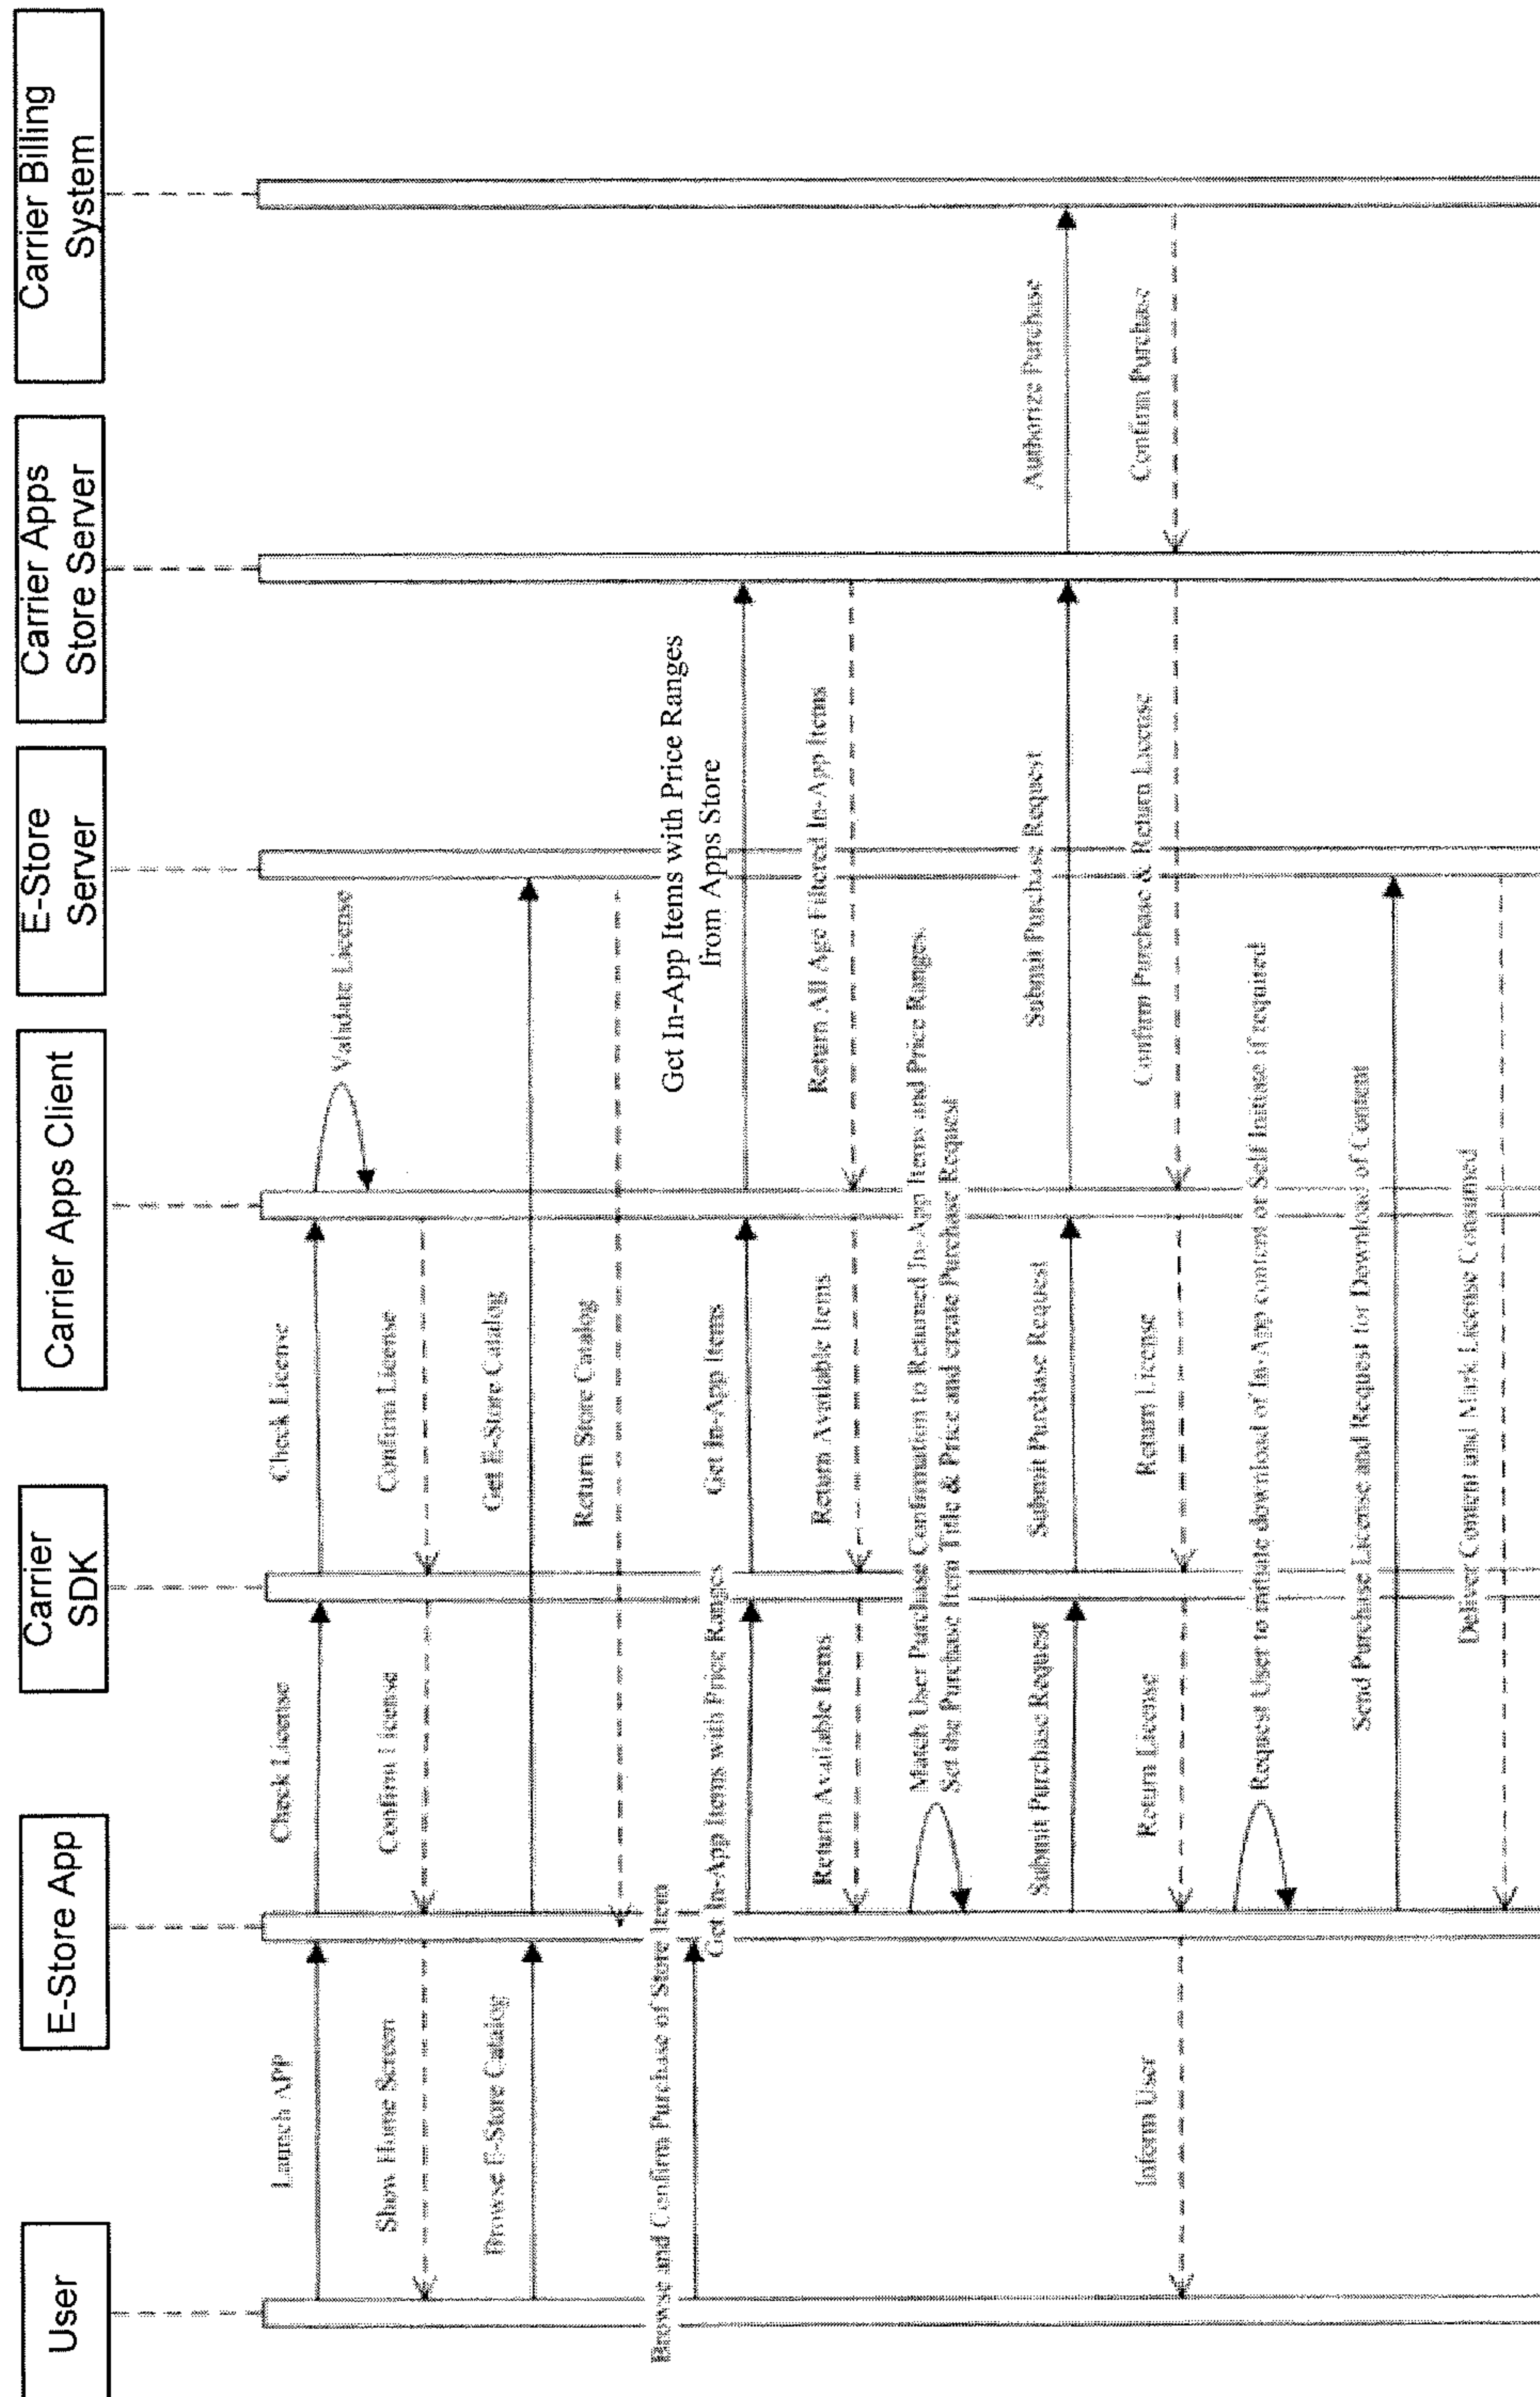 User
E-Store App
Carrier
SDK
Carrier Apps Client
E-Store
Server
Carrier Apps
Store Server
Carrier Billing
System
Launch APP
Check License
Check License
Validate License
Show Home Screen
Confirm License
Confirm License
Browse E-Store Catalog
Get E-Store Catalog
Return Store Catalog
Browse and Confirm Purchase of Store Item
Get In-App Items with Price Ranges
Get In-App Items
Get In-App Items with Price Ranges
from Apps Store
Return Available Items
Return Available Items
Return All Age Filtered In-App Items
Match User Purchase Confirmation to Returned In-App Items and Price Ranges.
Set the Purchase Item Title & Price and create Purchase Request
Submit Purchase Request
Submit Purchase Request
Submit Purchase Request
Authorize Purchase
Inform User
Return License
Return License
Confirm Purchase & Return License
Confirm Purchase
Request User to initiate download of In-App content or Self Initiate if required
Send Purchase License and Request for Download of Content
Deliver Content and Mark License Consumed